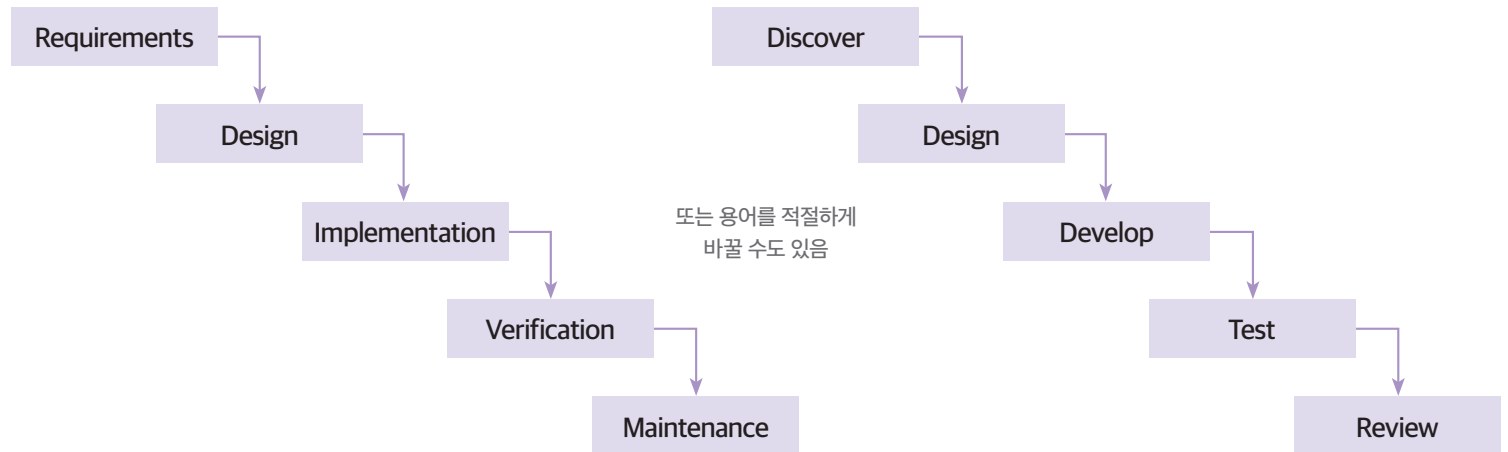 Requirements
Design
Implementation
Verification
Maintenance
또는 용어를 적절하게
바꿀 수도 있음
Discover
Design
Develop
Test
Review